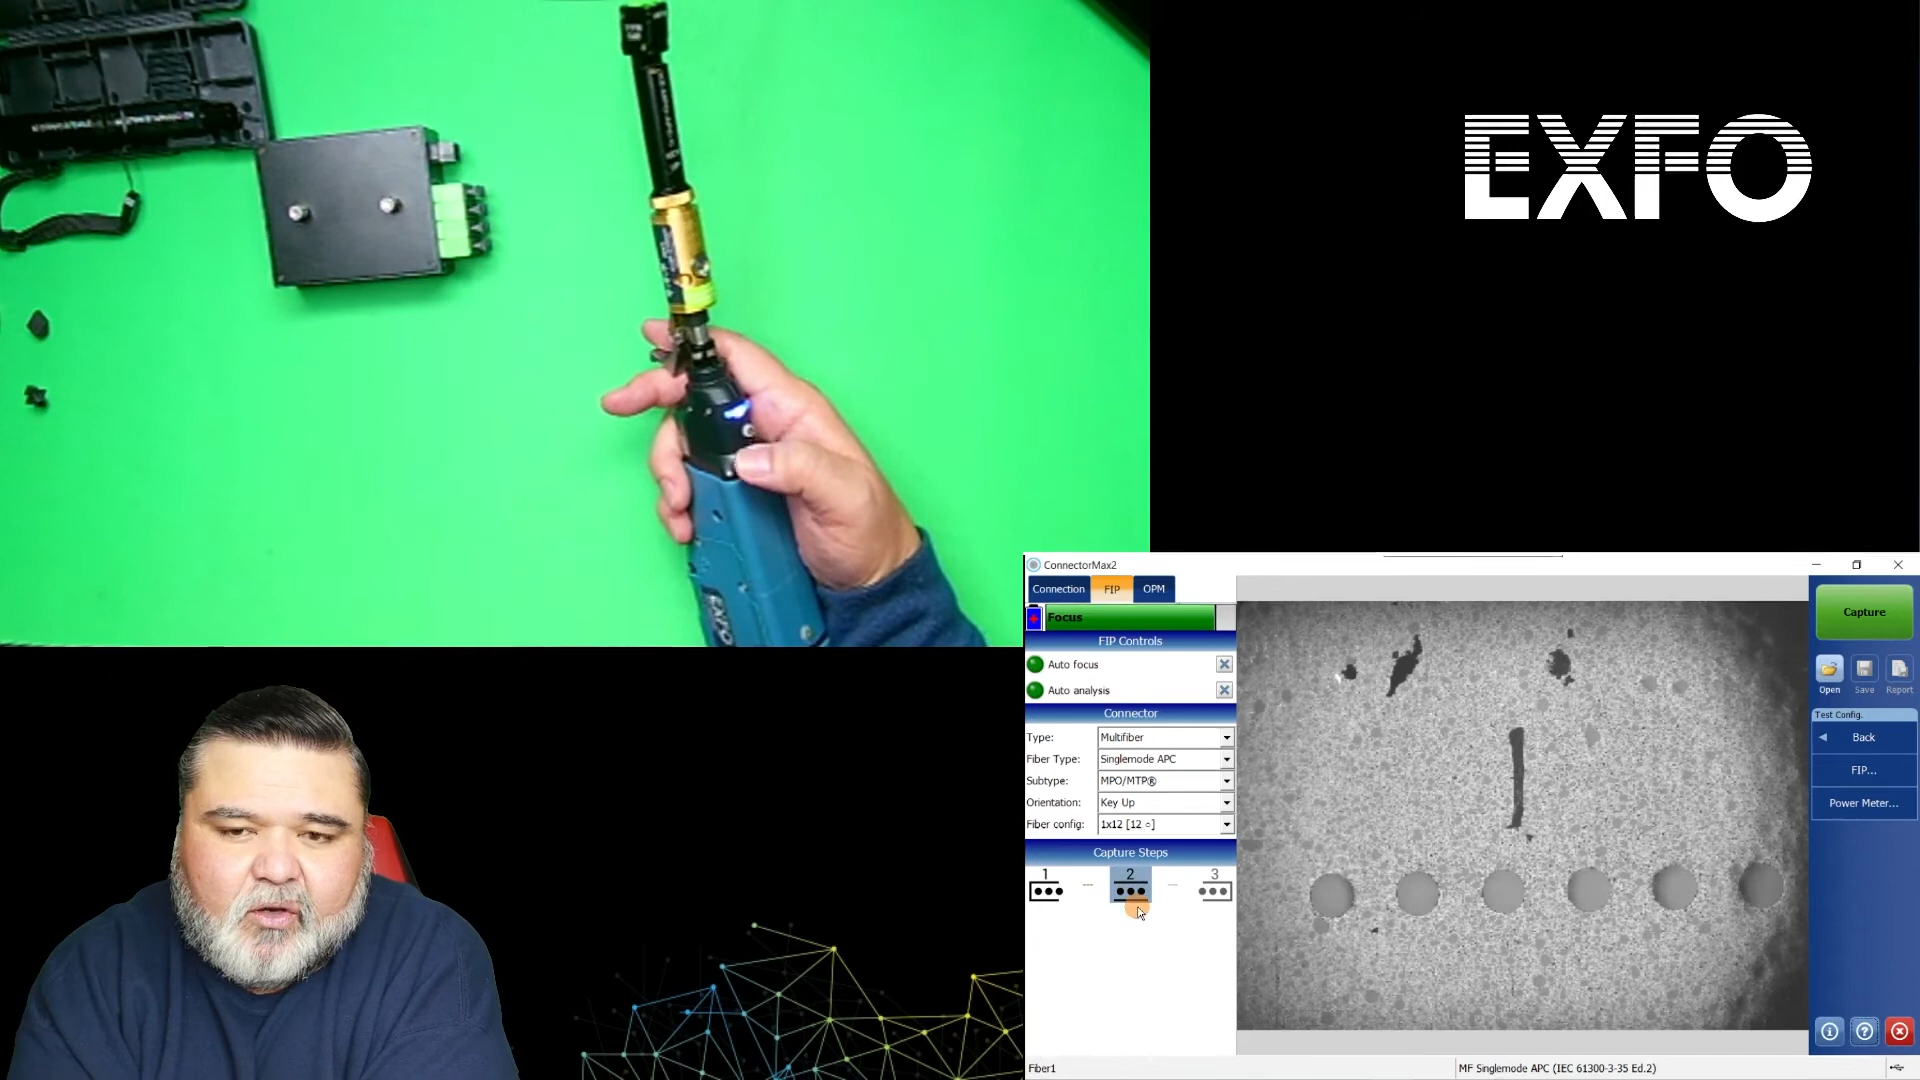 EXFO
EXFO
ConnectorMax2
Connection
FIP
OPM
Focus
FIP Controls
Auto focus
Auto analysis
Connector
Type:
Multifiber
Fiber Type:
Singlemode APC
Subtype:
MPO/MTP®
Orientation:
Key Up
Fiber config:
1x12 [12 ○]
Capture Steps
1
2
3
Capture
Open
Save
Report
Test Config.
Back
FIP...
Power Meter...
Fiber1
MF Singlemode APC (IEC 61300-3-35 Ed.2)